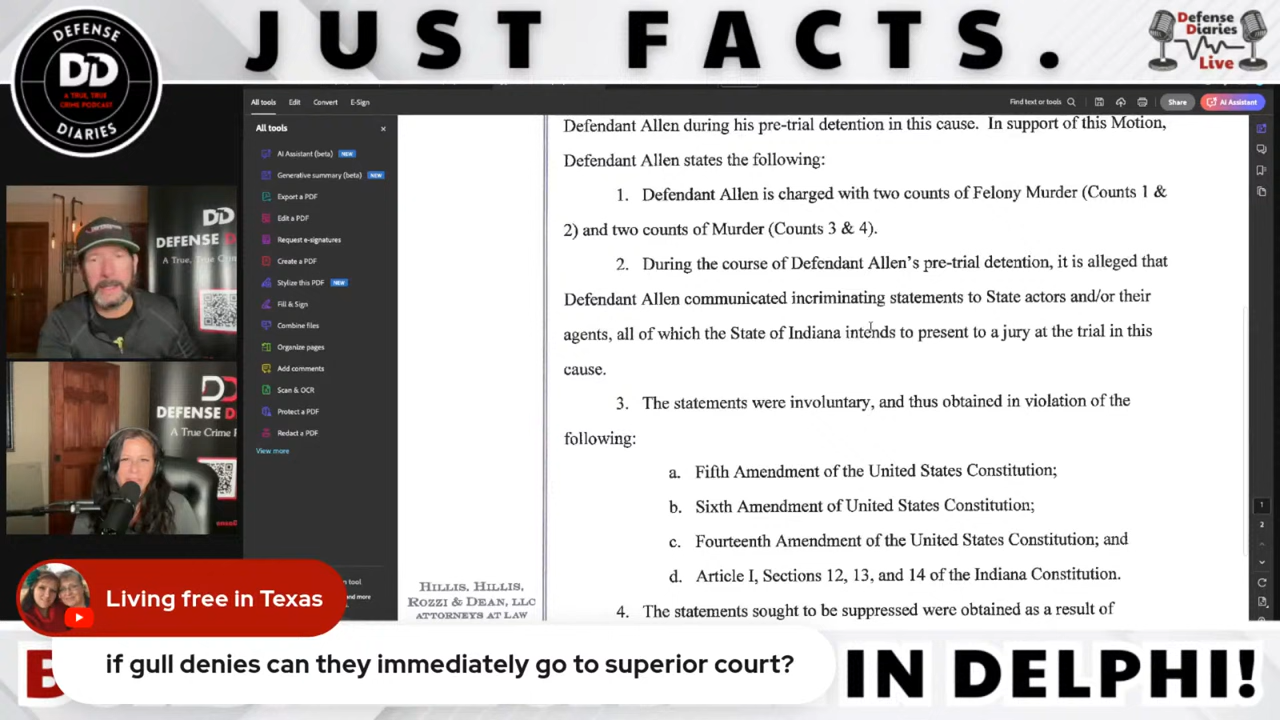 JUST FACTS.
DEFENSE
DD
A TRUE, TRUE
CRIME PODCAST
DIARIES
Defense
Diaries
Live
All tools
Edit
Convert
E-Sign
Find text or tools
Share
AI Assistant
All tools
AI Assistant (beta)
NEW
Generative summary (beta)
NEW
Export a PDF
Edit a PDF
Request e-signatures
Create a PDF
Stylize this PDF
NEW
Fill & Sign
Combine files
Organize pages
Add comments
Scan & OCR
Protect a PDF
Redact a PDF
View more
Defendant Allen during his pre-trial detention in this cause. In support of this Motion,
Defendant Allen states the following:
1. Defendant Allen is charged with two counts of Felony Murder (Counts 1 &
2) and two counts of Murder (Counts 3 & 4).
2. During the course of Defendant Allen's pre-trial detention, it is alleged that
Defendant Allen communicated incriminating statements to State actors and/or their
agents, all of which the State of Indiana intends to present to a jury at the trial in this
cause.
3. The statements were involuntary, and thus obtained in violation of the
following:
a. Fifth Amendment of the United States Constitution;
b. Sixth Amendment of United States Constitution;
c. Fourteenth Amendment of the United States Constitution; and
d. Article I, Sections 12, 13, and 14 of the Indiana Constitution.
4. The statements sought to be suppressed were obtained as a result of
HILLIS, HILLIS,
ROZZI & DEAN, LLC
ATTORNEYS AT LAW
1
2
DD
DEFENSE
A True, True
DEFENSE D
A True Crime
Living free in Texas
if gull denies can they immediately go to superior court?
IN DELPHI!